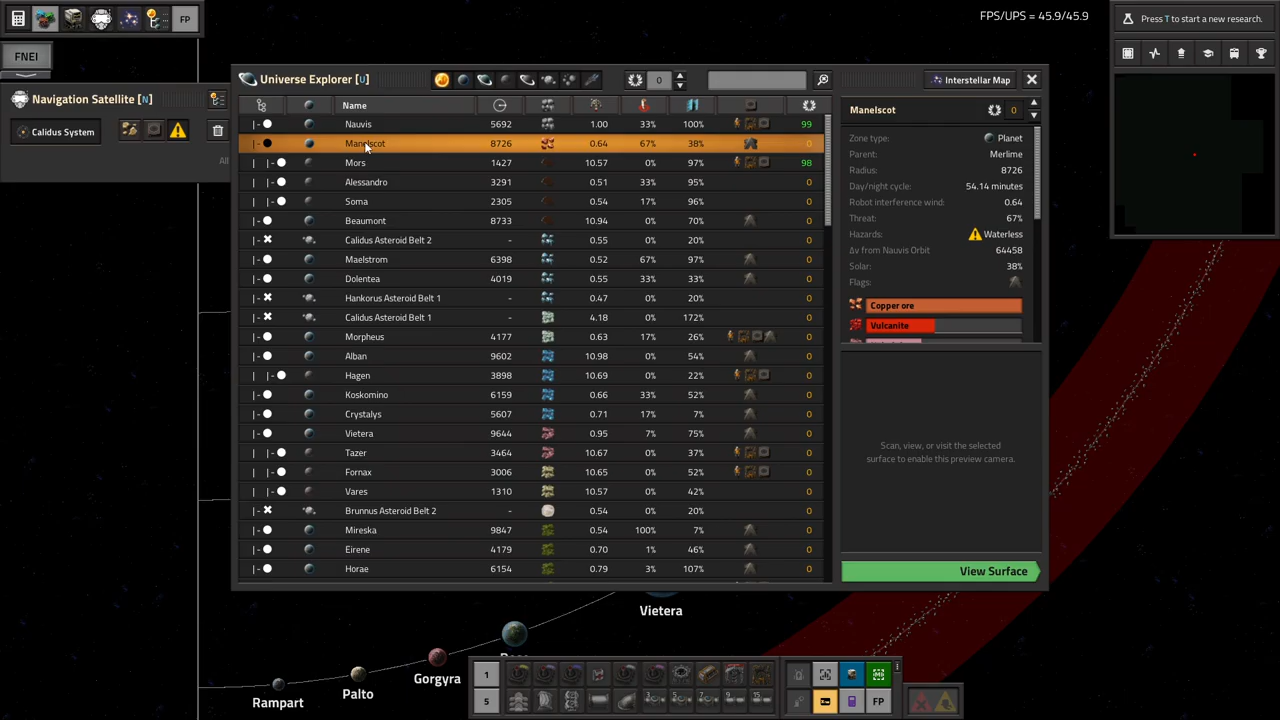 FP
FPS/UPS = 45.9/45.9
Press T to start a new research.
FNEI
Navigation Satellite [N]
Calidus System
All
Universe Explorer [U]
0
Interstellar Map
Name
Nauvis 5692 1.00 33% 100% 99
Manelscot 8726 0.64 67% 38% 0
Mors 1427 10.57 0% 97% 98
Alessandro 3291 0.51 33% 95% 0
Soma 2305 0.54 17% 96% 0
Beaumont 8733 10.94 0% 70% 0
Calidus Asteroid Belt 2 - 0.55 0% 20% 0
Maelstrom 6398 0.52 67% 97% 0
Dolentea 4019 0.55 33% 33% 0
Hankorus Asteroid Belt 1 - 0.47 0% 20% 0
Calidus Asteroid Belt 1 - 4.18 0% 172% 0
Morpheus 4177 0.63 17% 26% 0
Alban 9602 10.98 0% 54% 0
Hagen 3898 10.69 0% 22% 0
Koskomino 6159 0.66 33% 52% 0
Crystalys 5607 0.71 17% 7% 0
Vietera 9644 0.95 7% 75% 0
Tazer 3464 10.67 0% 37% 0
Fornax 3006 10.65 0% 52% 0
Vares 1310 10.57 0% 42% 0
Brunnus Asteroid Belt 2 - 0.54 0% 20% 0
Mireska 9847 0.54 100% 7% 0
Eirene 4179 0.70 1% 46% 0
Horae 6154 0.79 3% 107% 0
Manelscot 0
Zone type: Planet
Parent: Merlime
Radius: 8726
Day/night cycle: 54.14 minutes
Robot interference wind: 0.64
Threat: 67%
Hazards: Waterless
Δv from Nauvis Orbit 64458
Solar: 38%
Flags:
Copper ore
Vulcanite
Scan, view, or visit the selected
surface to enable this preview camera.
View Surface
Vietera
Gorgyra
Palto
Rampart
1
5
3 5 7 9 15
FP